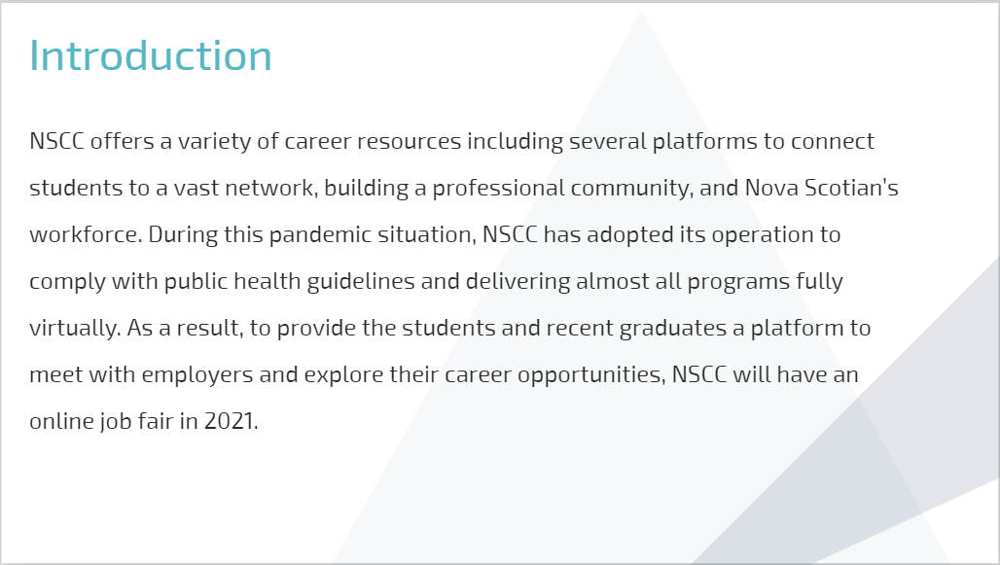 Introduction
NSCC offers a variety of career resources including several platforms to connect
students to a vast network, building a professional community, and Nova Scotian’s
workforce. During this pandemic situation, NSCC has adopted its operation to
comply with public health guidelines and delivering almost all programs fully
virtually. As a result, to provide the students and recent graduates a platform to
meet with employers and explore their career opportunities, NSCC will have an
online job fair in 2021.